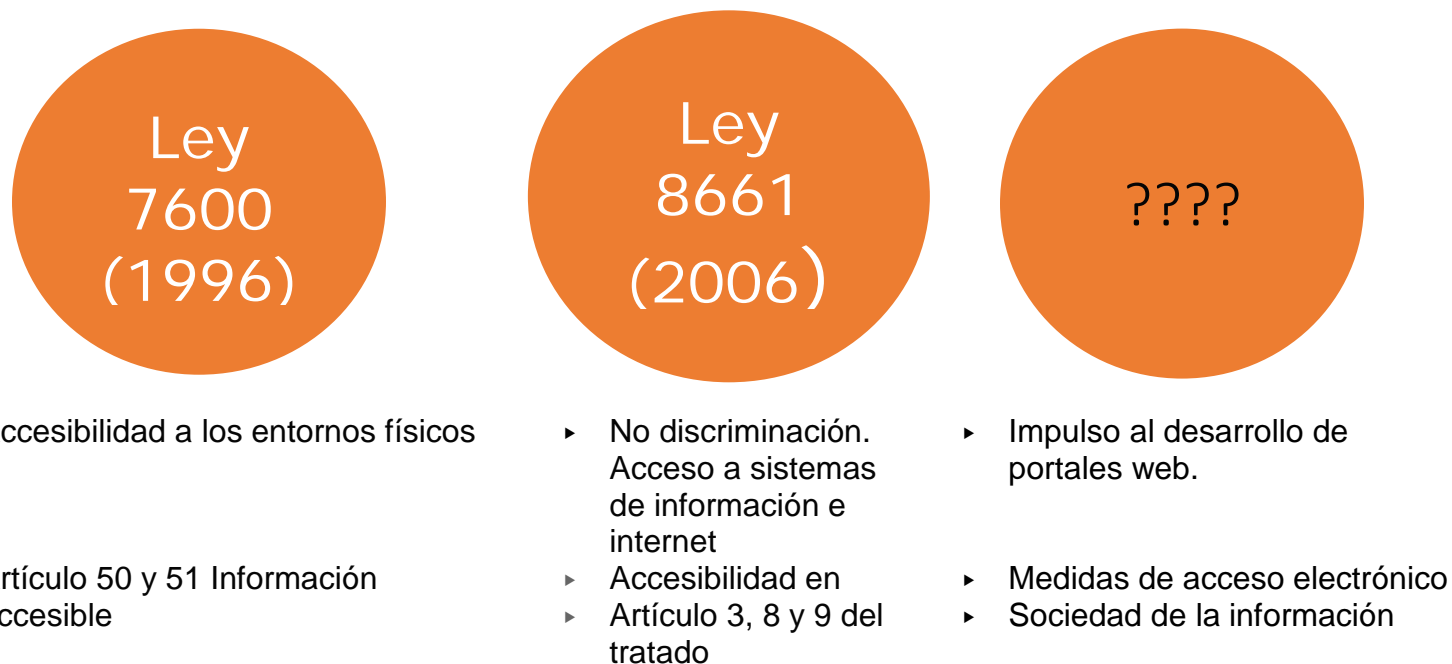 Ley
7600
(1996)
Ley
8661
(2006)
????
ccesibilidad a los entornos físicos
rtículo 50 y 51 Información
ccesible
▸ No discriminación.
Acceso a sistemas
de información e
internet
▸ Accesibilidad en
▸ Artículo 3, 8 y 9 del
tratado
▸ Impulso al desarrollo de
portales web.
▸ Medidas de acceso electrónico
▸ Sociedad de la información